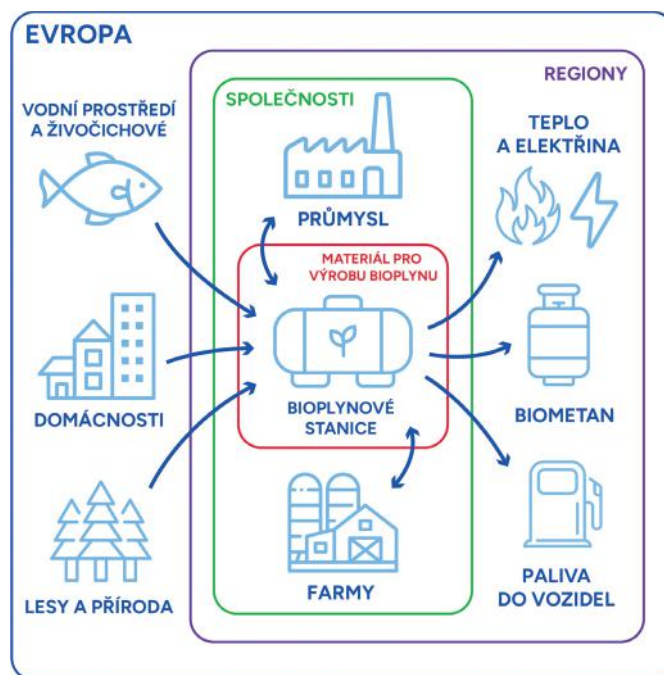 EVROPA
REGIONY
VODNÍ PROSTŘEDÍ
A ŽIVOČICHOVÉ
SPOLEČNOSTI
TEPLO
A ELEKTŘINA
PRŮMYSL
MATERIÁL PRO
VÝROBU BIOPLYNU
DOMÁCNOSTI
BIOPLYNOVÉ
STANICE
BIOMETAN
LESY A PŘÍRODA
FARMY
PALIVA
DO VOZIDEL